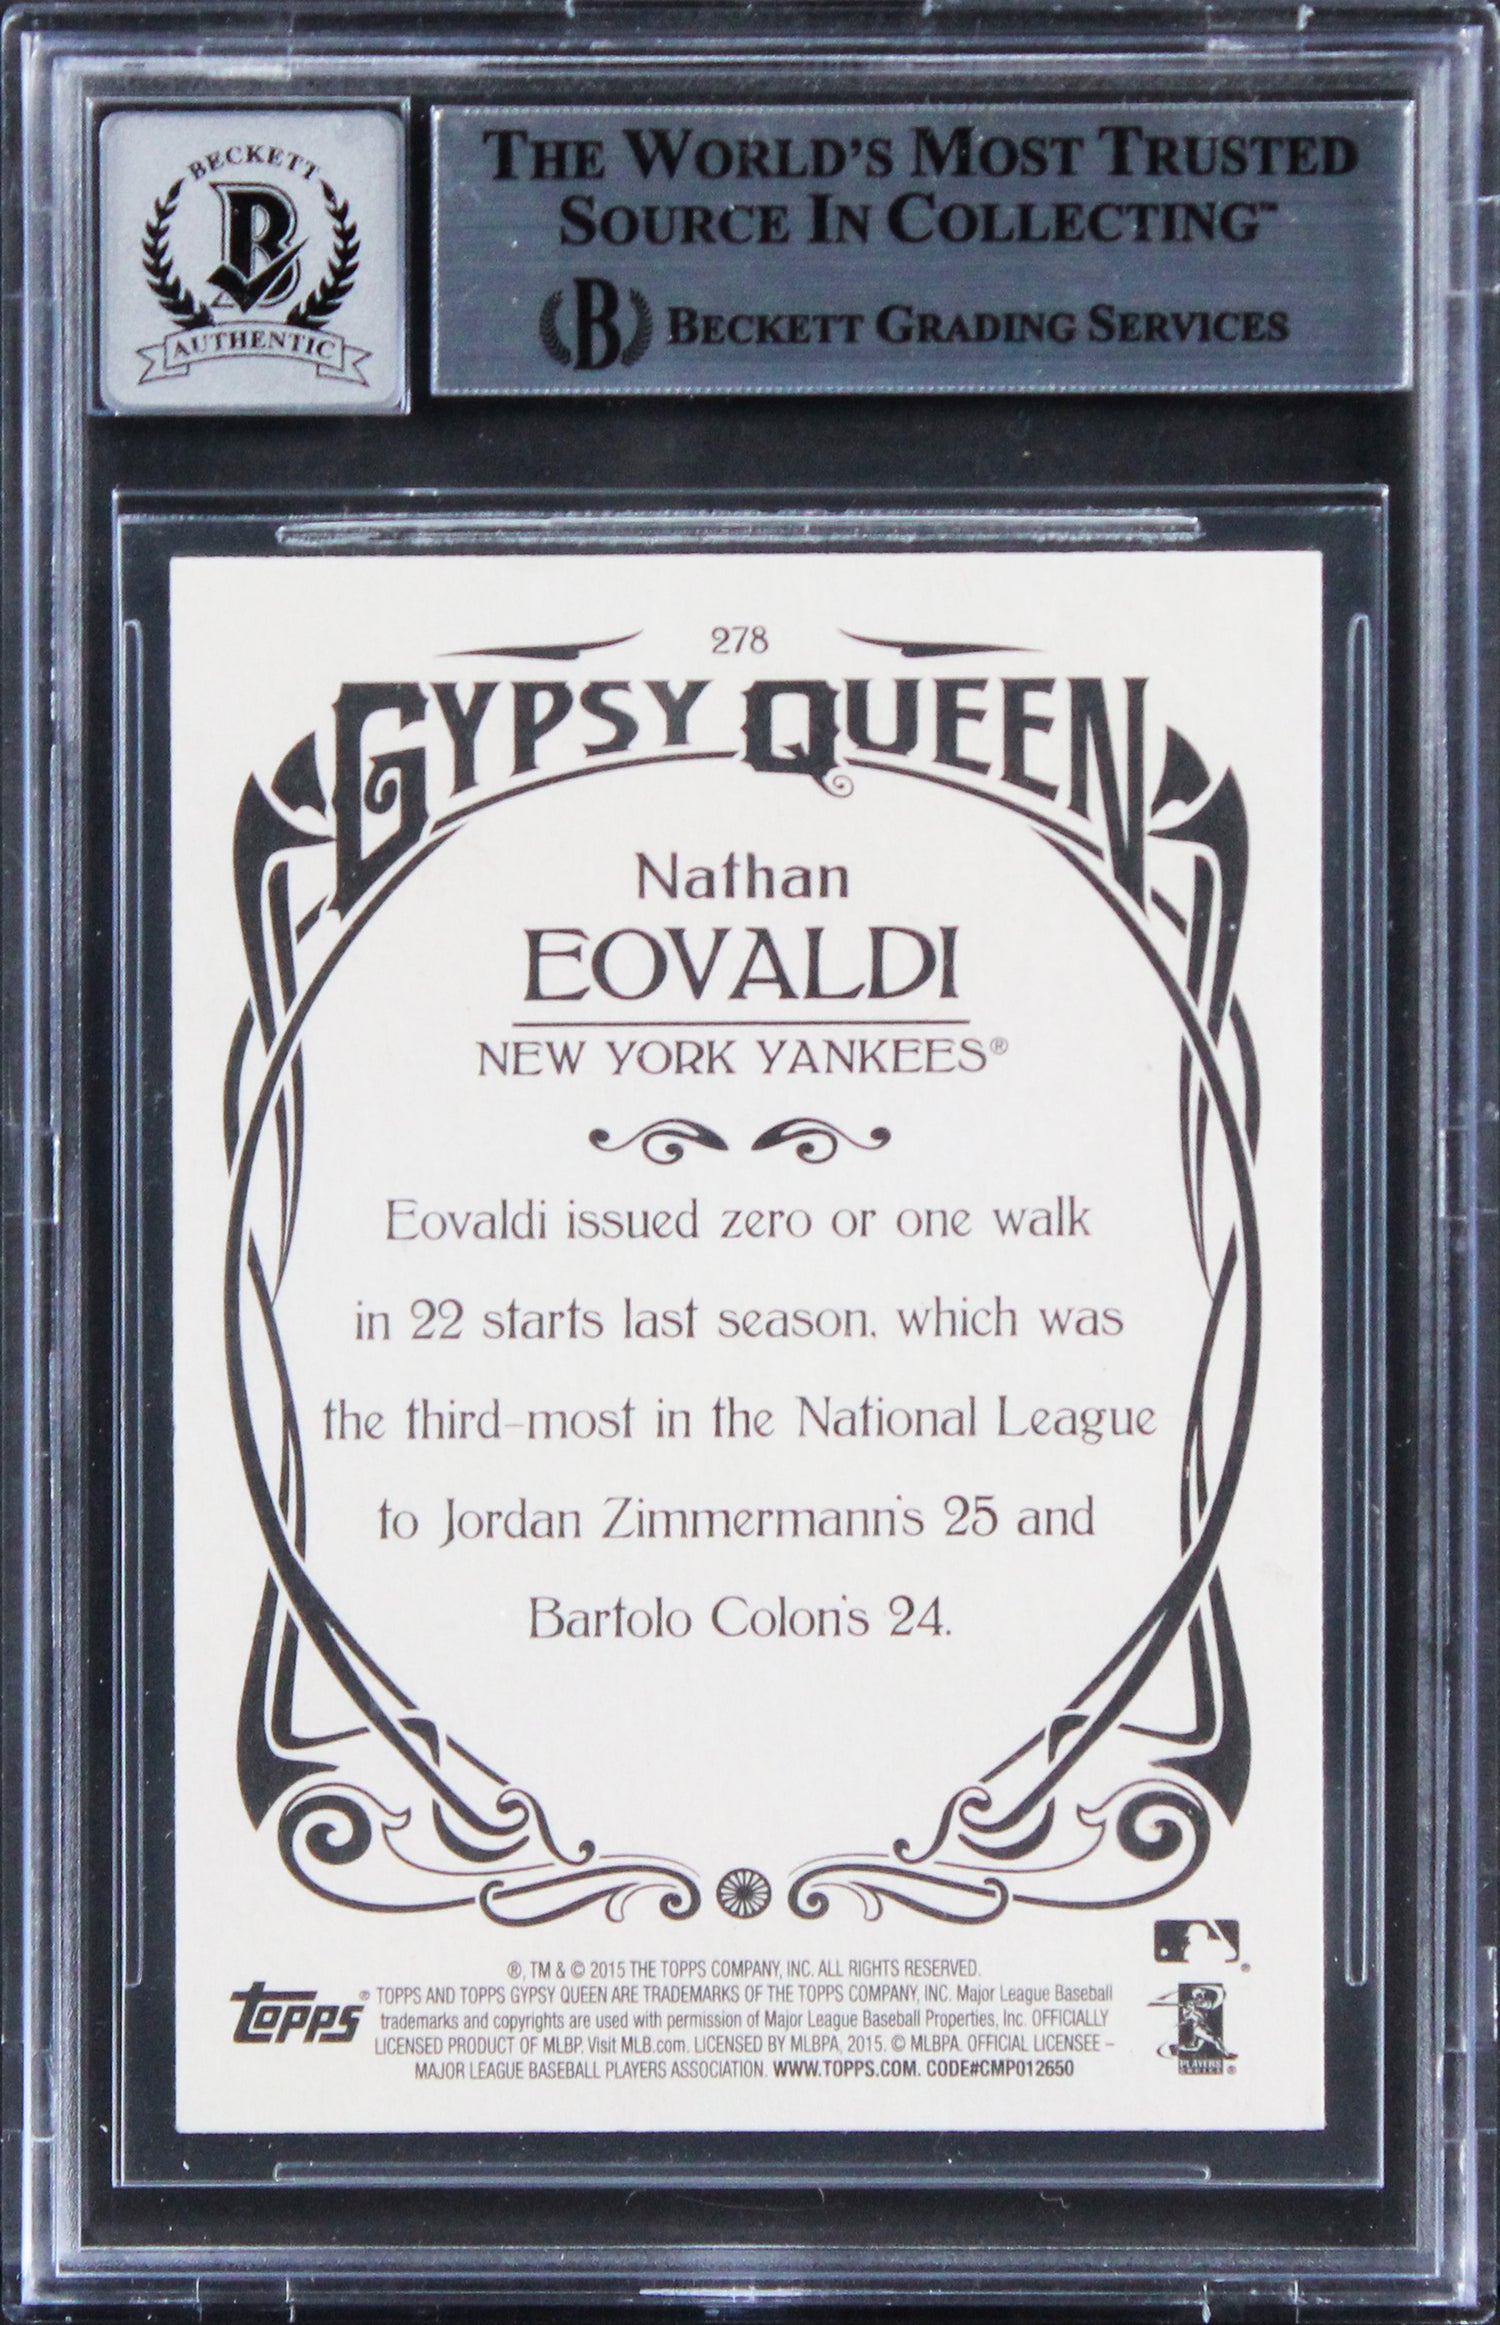 BECKETT
B
AUTHENTIC
THE WORLD'S MOST TRUSTED
SOURCE IN COLLECTING™
B BECKETT GRADING SERVICES
278
GYPSY QUEEN
Nathan
EOVALDI
NEW YORK YANKEES®
Eovaldi issued zero or one walk
in 22 starts last season, which was
the third-most in the National League
to Jordan Zimmermann's 25 and
Bartolo Colon's 24.
®, TM & © 2015 THE TOPPS COMPANY, INC. ALL RIGHTS RESERVED.
topps ® TOPPS AND TOPPS GYPSY QUEEN ARE TRADEMARKS OF THE TOPPS COMPANY, INC. Major League Baseball
trademarks and copyrights are used with permission of Major League Baseball Properties, Inc. OFFICIALLY
LICENSED PRODUCT OF MLBP. Visit MLB.com. LICENSED BY MLBPA, 2015. © MLBPA. OFFICIAL LICENSEE –
MAJOR LEAGUE BASEBALL PLAYERS ASSOCIATION. WWW.TOPPS.COM. CODE#CMP012650
®
PLAYERS
CHOICE ®